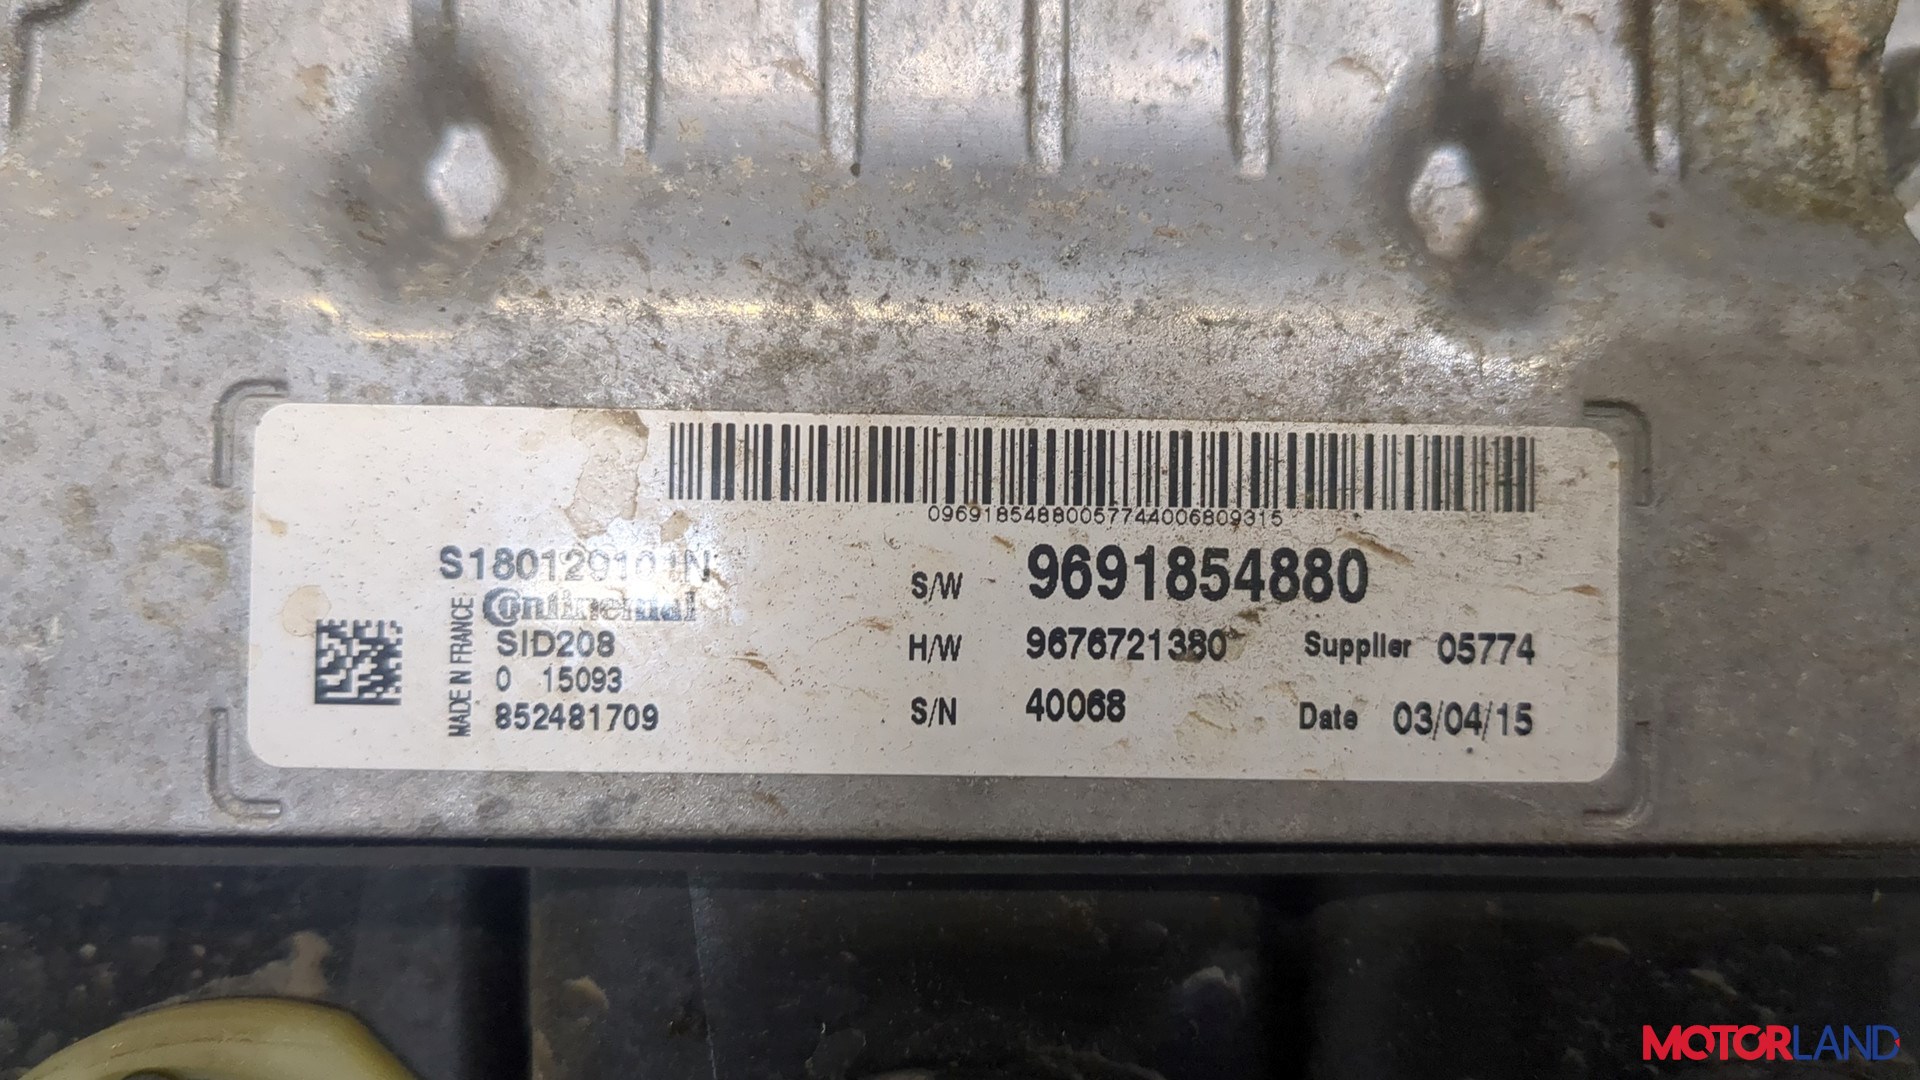 09691854880057744006809315
S180129101N
S/W 9691854880
Continental
MADE IN FRANCE
SID208
H/W 9676721380 Supplier 05774
0 15093
852481709
S/N 40068 Date 03/04/15
MOTORLAND